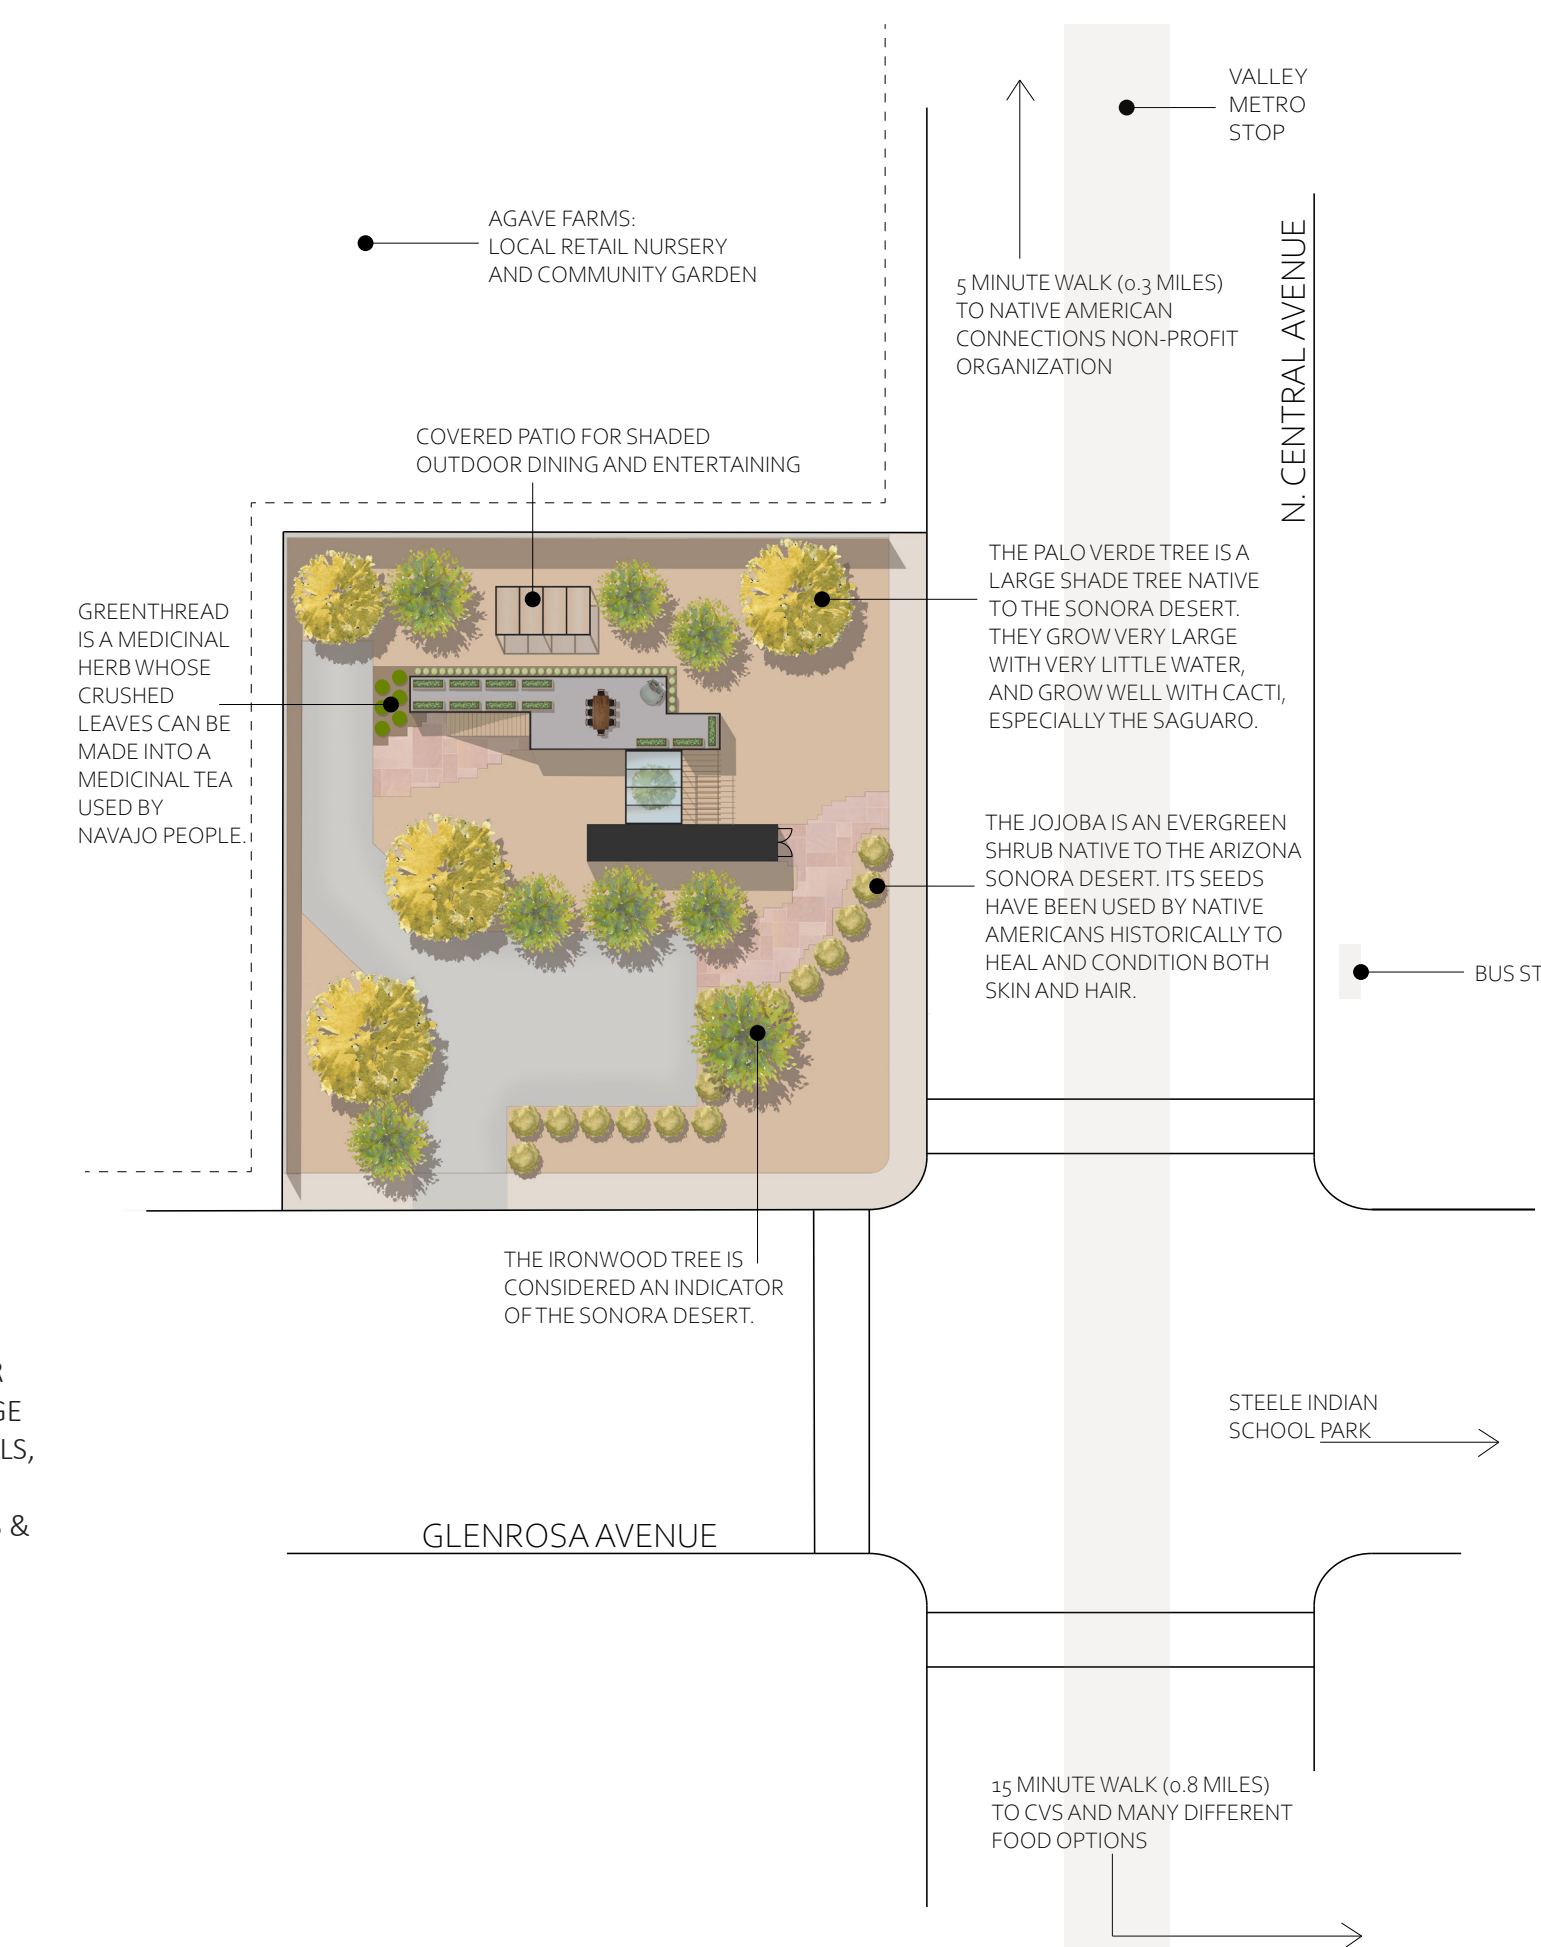 VALLEY
METRO
STOP
AGAVE FARMS:
LOCAL RETAIL NURSERY
AND COMMUNITY GARDEN
5 MINUTE WALK (0.3 MILES)
TO NATIVE AMERICAN
CONNECTIONS NON-PROFIT
ORGANIZATION
N. CENTRAL AVENUE
COVERED PATIO FOR SHADED
OUTDOOR DINING AND ENTERTAINING
THE PALO VERDE TREE IS A
LARGE SHADE TREE NATIVE
TO THE SONORA DESERT.
THEY GROW VERY LARGE
WITH VERY LITTLE WATER,
AND GROW WELL WITH CACTI,
ESPECIALLY THE SAGUARO.
GREENTHREAD
IS A MEDICINAL
HERB WHOSE
CRUSHED
LEAVES CAN BE
MADE INTO A
MEDICINAL TEA
USED BY
NAVAJO PEOPLE.
THE JOJOBA IS AN EVERGREEN
SHRUB NATIVE TO THE ARIZONA
SONORA DESERT. ITS SEEDS
HAVE BEEN USED BY NATIVE
AMERICANS HISTORICALLY TO
HEAL AND CONDITION BOTH
SKIN AND HAIR.
BUS ST
THE IRONWOOD TREE IS
CONSIDERED AN INDICATOR
OF THE SONORA DESERT.
R
GE
LS,
&
STEELE INDIAN
SCHOOL PARK
GLENROSA AVENUE
15 MINUTE WALK (0.8 MILES)
TO CVS AND MANY DIFFERENT
FOOD OPTIONS